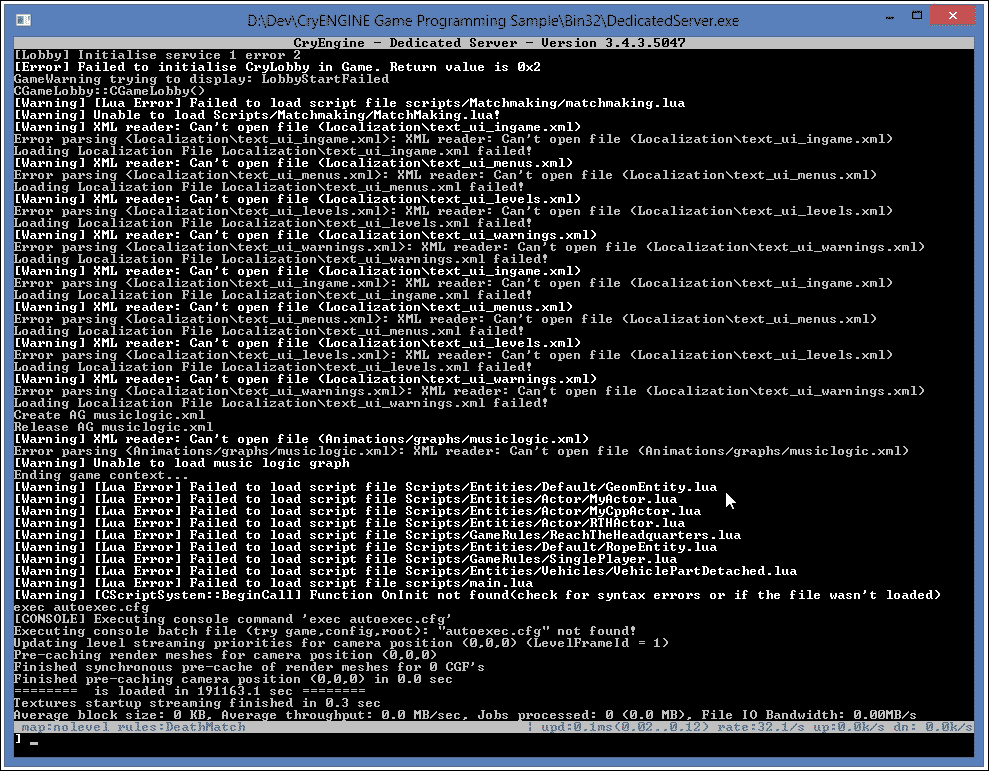 D:\Dev\CryENGINE Game Programming Sample\Bin32\DedicatedServer.exe
CryEngine - Dedicated Server - Version 3.4.3.5047
[Lobby] Initialise service 1 error 2
[Error] Failed to initialise CryLobby in Game. Return value is 0x2
GameWarning trying to display: LobbyStartFailed
CGameLobby::CGameLobby()
[Warning] [Lua Error] Failed to load script file scripts/Matchmaking/matchmaking.lua
[Warning] Unable to load Scripts/Matchmaking/MatchMaking.lua!
[Warning] XML reader: Can't open file (Localization\text_ui_ingame.xml)
Error parsing (Localization\text_ui_ingame.xml): XML reader: Can't open file (Localization\text_ui_ingame.xml)
Loading Localization File Localization\text_ui_ingame.xml failed!
[Warning] XML reader: Can't open file (Localization\text_ui_menus.xml)
Error parsing (Localization\text_ui_menus.xml): XML reader: Can't open file (Localization\text_ui_menus.xml)
Loading Localization File Localization\text_ui_menus.xml failed!
[Warning] XML reader: Can't open file (Localization\text_ui_levels.xml)
Error parsing (Localization\text_ui_levels.xml): XML reader: Can't open file (Localization\text_ui_levels.xml)
Loading Localization File Localization\text_ui_levels.xml failed!
[Warning] XML reader: Can't open file (Localization\text_ui_warnings.xml)
Error parsing (Localization\text_ui_warnings.xml): XML reader: Can't open file (Localization\text_ui_warnings.xml)
Loading Localization File Localization\text_ui_warnings.xml failed!
[Warning] XML reader: Can't open file (Localization\text_ui_ingame.xml)
Error parsing (Localization\text_ui_ingame.xml): XML reader: Can't open file (Localization\text_ui_ingame.xml)
Loading Localization File Localization\text_ui_ingame.xml failed!
[Warning] XML reader: Can't open file (Localization\text_ui_menus.xml)
Error parsing (Localization\text_ui_menus.xml): XML reader: Can't open file (Localization\text_ui_menus.xml)
Loading Localization File Localization\text_ui_menus.xml failed!
[Warning] XML reader: Can't open file (Localization\text_ui_levels.xml)
Error parsing (Localization\text_ui_levels.xml): XML reader: Can't open file (Localization\text_ui_levels.xml)
Loading Localization File Localization\text_ui_levels.xml failed!
[Warning] XML reader: Can't open file (Localization\text_ui_warnings.xml)
Error parsing (Localization\text_ui_warnings.xml): XML reader: Can't open file (Localization\text_ui_warnings.xml)
Loading Localization File Localization\text_ui_warnings.xml failed!
Create AG musiclogic.xml
Release AG musiclogic.xml
[Warning] XML reader: Can't open file (Animations/graphs/musiclogic.xml)
Error parsing (Animations/graphs/musiclogic.xml): XML reader: Can't open file (Animations/graphs/musiclogic.xml)
[Warning] Unable to load music logic graph
Ending game context...
[Warning] [Lua Error] Failed to load script file Scripts/Entities/Default/GeomEntity.lua
[Warning] [Lua Error] Failed to load script file Scripts/Entities/Actor/MyActor.lua
[Warning] [Lua Error] Failed to load script file Scripts/Entities/Actor/MyCppActor.lua
[Warning] [Lua Error] Failed to load script file Scripts/Entities/Actor/RTHActor.lua
[Warning] [Lua Error] Failed to load script file Scripts/GameRules/ReachTheHeadquarters.lua
[Warning] [Lua Error] Failed to load script file Scripts/Entities/Default/RopeEntity.lua
[Warning] [Lua Error] Failed to load script file Scripts/GameRules/SinglePlayer.lua
[Warning] [Lua Error] Failed to load script file Scripts/Entities/Vehicles/VehiclePartDetached.lua
[Warning] [Lua Error] Failed to load script file scripts/main.lua
[Warning] [CScriptSystem::BeginCall] Function OnInit not found(check for syntax errors or if the file wasn't loaded)
exec autoexec.cfg
[CONSOLE] Executing console command 'exec autoexec.cfg'
Executing console batch file (try game,config,root): "autoexec.cfg" not found!
Updating level streaming priorities for camera position (0,0,0) (LevelFrameId = 1)
Pre-caching render meshes for camera position (0,0,0)
Finished synchronous pre-cache of render meshes for 0 CGF's
Finished pre-caching camera position (0,0,0) in 0.0 sec
======== is loaded in 191163.1 sec ========
Textures startup streaming finished in 0.3 sec
Average block size: 0 KB, Average throughput: 0.0 MB/sec, Jobs processed: 0 (0.0 MB), File IO Bandwidth: 0.00MB/s
map:nolevel rules:DeathMatch | upd:0.1ms(0.02..0.12) rate:32.1/s up:0.0k/s dn: 0.0k/s
] _